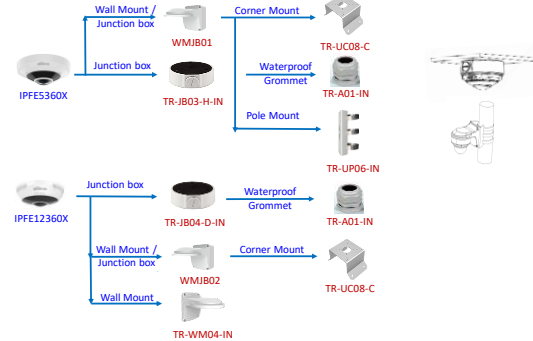 Wall Mount /
Junction box
Corner Mount
WMJB01
TR-UC08-C
Junction box
Waterproof
Grommet
IPFE5360X
TR-JB03-H-IN
TR-A01-IN
Pole Mount
TR-UP06-IN
Junction box
Waterproof
Grommet
IPFE12360X
TR-JB04-D-IN
TR-A01-IN
Wall Mount /
Junction box
Corner Mount
WMJB02
TR-UC08-C
Wall Mount
TR-WM04-IN